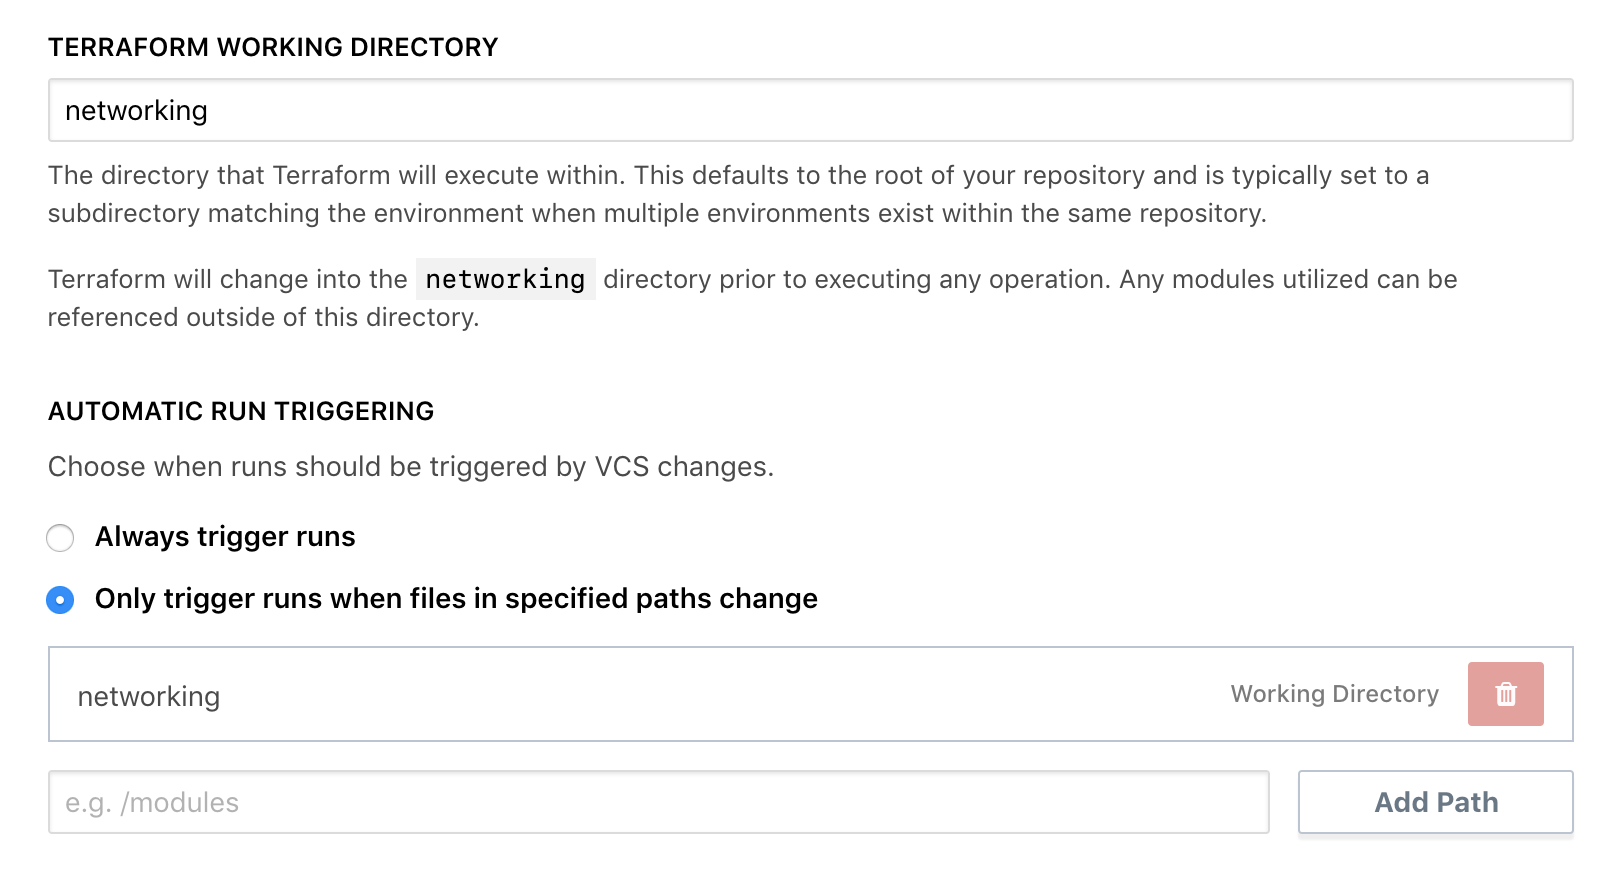 TERRAFORM WORKING DIRECTORY
networking
The directory that Terraform will execute within. This defaults to the root of your repository and is typically set to a
subdirectory matching the environment when multiple environments exist within the same repository.
Terraform will change into the networking directory prior to executing any operation. Any modules utilized can be
referenced outside of this directory.
AUTOMATIC RUN TRIGGERING
Choose when runs should be triggered by VCS changes.
Always trigger runs
Only trigger runs when files in specified paths change
networking Working Directory
e.g. /modules Add Path